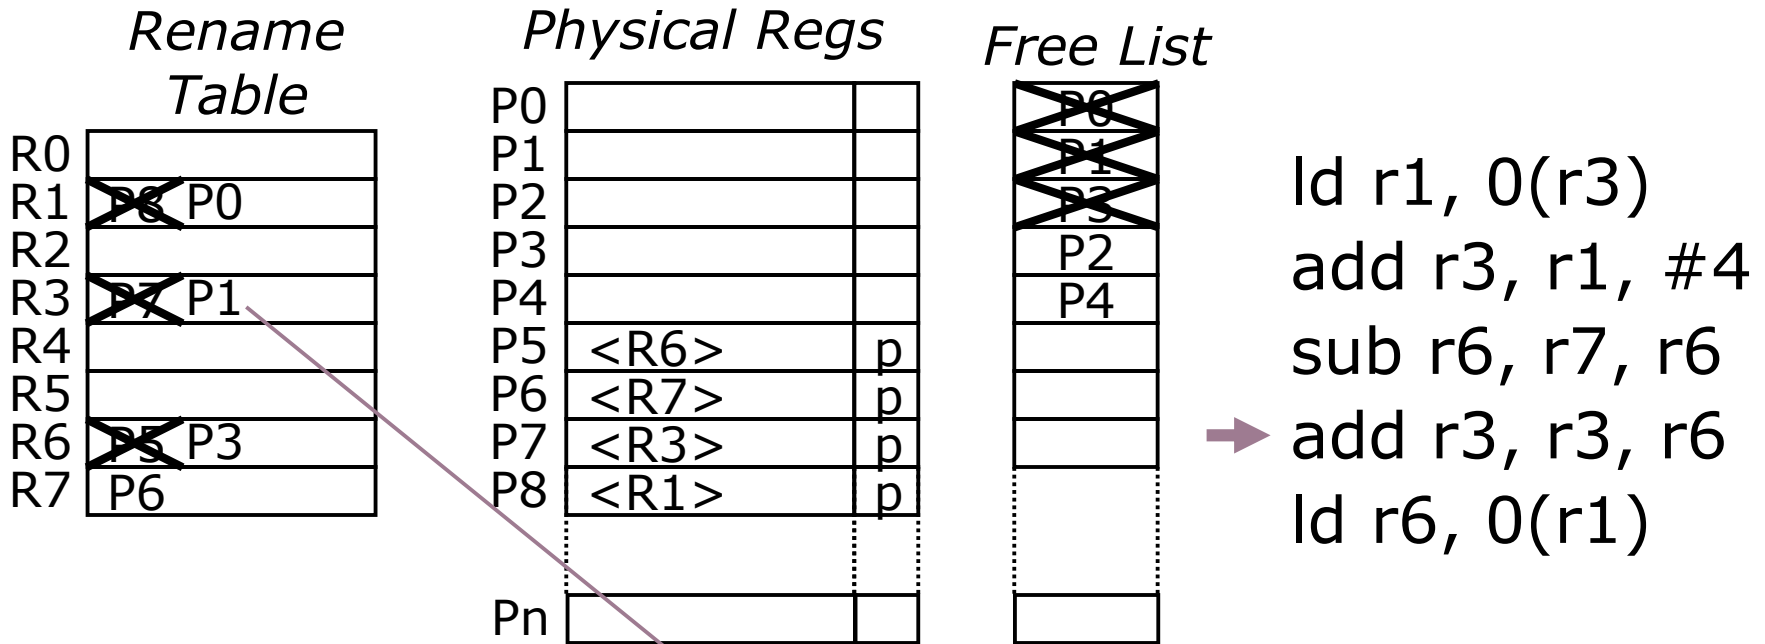 Rename
Table
R0
R1 P8 P0
R2
R3 P7 P1
R4
R5
R6 P5 P3
R7 P6
Physical Regs
P0
P1
P2
P3
P4
P5 <R6> p
P6 <R7> p
P7 <R3> p
P8 <R1> p
Pn
Free List
P0
P1
P3
P2
P4
ld r1, 0(r3)
add r3, r1, #4
sub r6, r7, r6
add r3, r3, r6
ld r6, 0(r1)